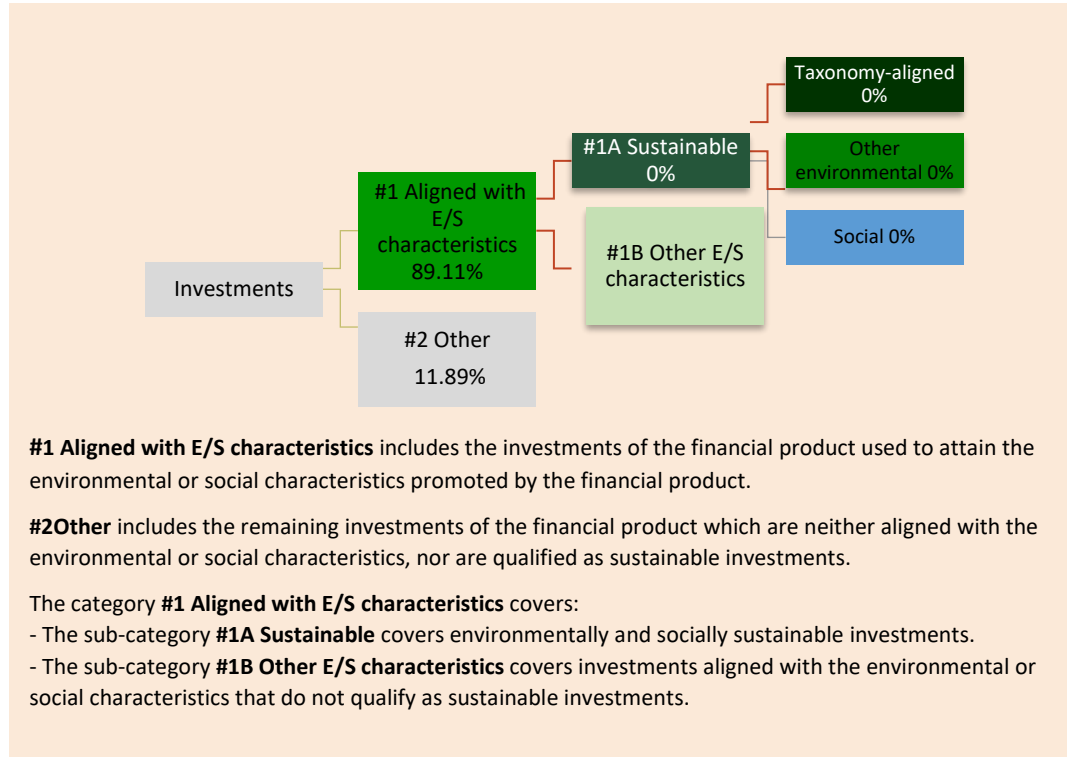 Taxonomy-aligned
0%
#1A Sustainable
0%
Other
environmental 0%
#1 Aligned with
E/S
characteristics
89.11%
Social 0%
#1B Other E/S
characteristics
Investments
#2 Other
11.89%
#1 Aligned with E/S characteristics includes the investments of the financial product used to attain the
environmental or social characteristics promoted by the financial product.
#2Other includes the remaining investments of the financial product which are neither aligned with the
environmental or social characteristics, nor are qualified as sustainable investments.
The category #1 Aligned with E/S characteristics covers:
- The sub-category #1A Sustainable covers environmentally and socially sustainable investments.
- The sub-category #1B Other E/S characteristics covers investments aligned with the environmental or
social characteristics that do not qualify as sustainable investments.